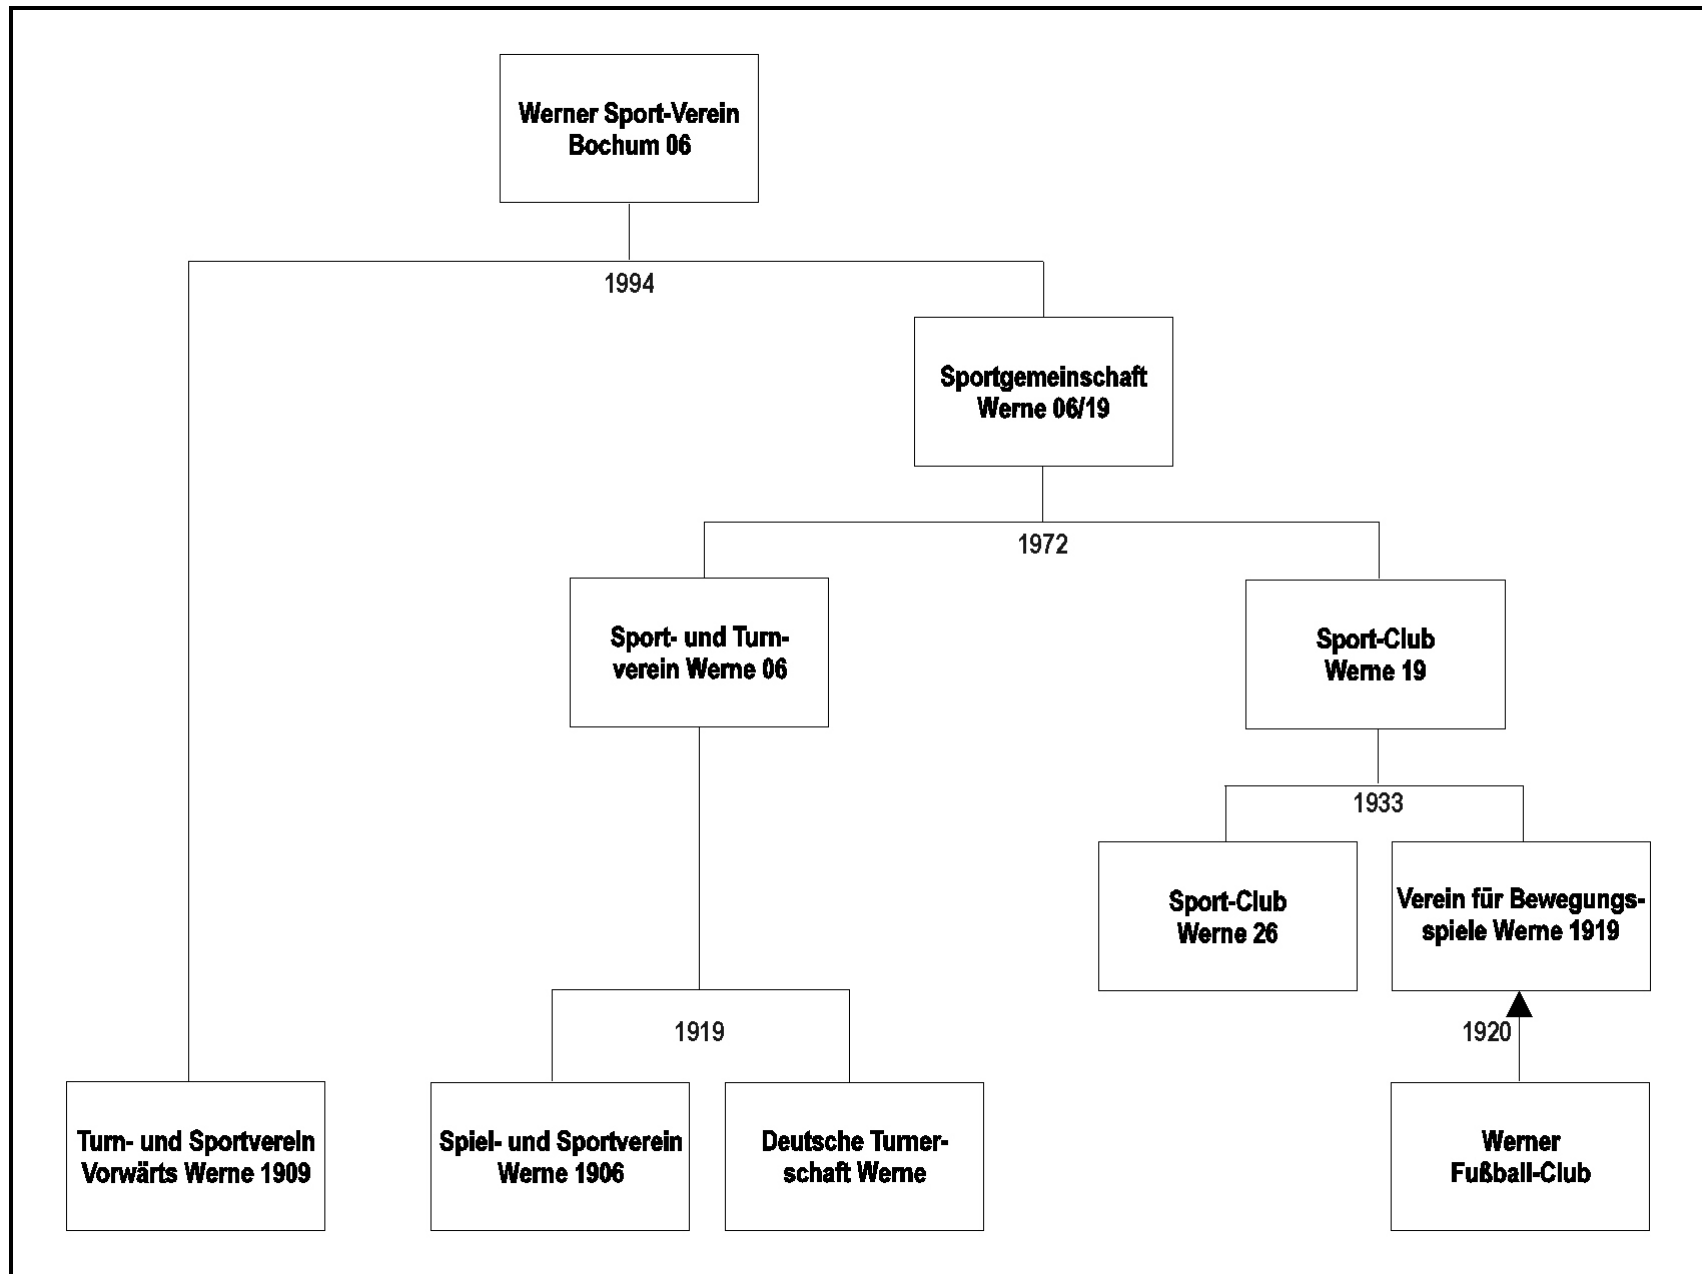 Werner Sport-Verein
Bochum 06
1994
Sportgemeinschaft
Werne 06/19
1972
Sport- und Turn-
verein Werne 06
Sport-Club
Werne 19
1933
Sport-Club
Werne 26
Verein für Bewegungs-
spiele Werne 1919
1919
1920
Turn- und Sportverein
Vorwärts Werne 1909
Spiel- und Sportverein
Werne 1906
Deutsche Turner-
schaft Werne
Werner
Fußball-Club